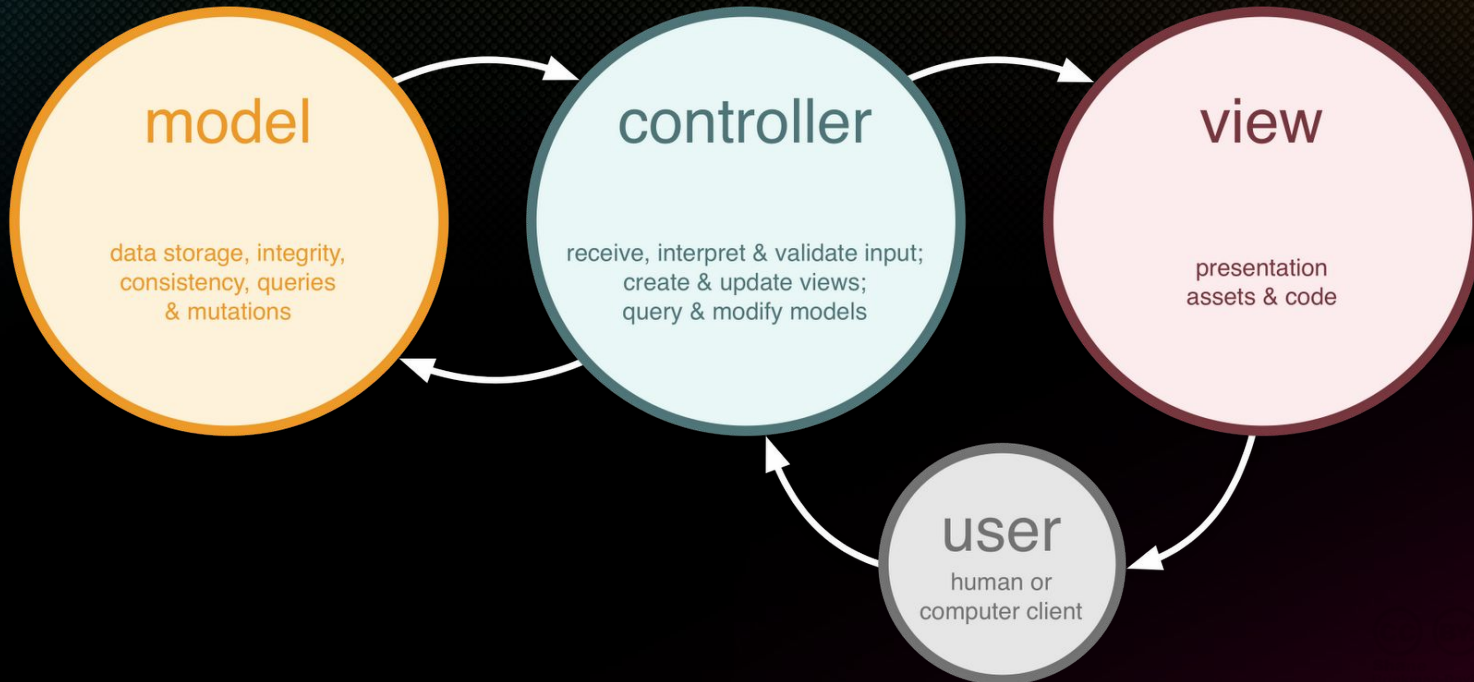 model
data storage, integrity,
consistency, queries
& mutations
controller
receive, interpret & validate input;
create & update views;
query & modify models
view
presentation
assets & code
user
human or
computer client